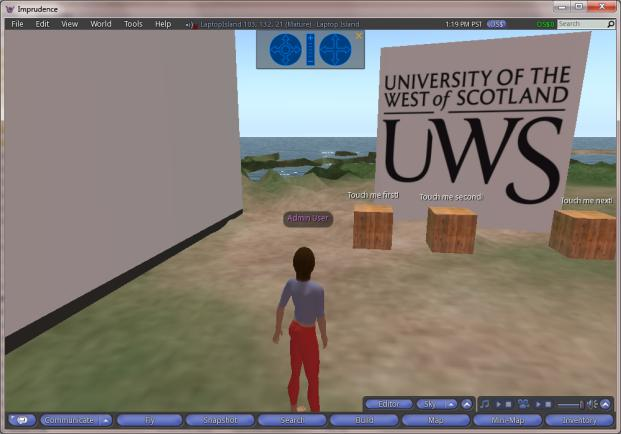 Imprudence
File Edit View World Tools Help LaptopIsland 103, 132, 21 (Mature) - Laptop Island 1:19 PM PST OS$ OS$0 Search
UNIVERSITY OF THE
WEST of SCOTLAND
UWS
Touch me first!
Touch me second!
Touch me next!
Admin User
Editor Sky
Communicate Fly Snapshot Search Build Map Mini-Map Inventory